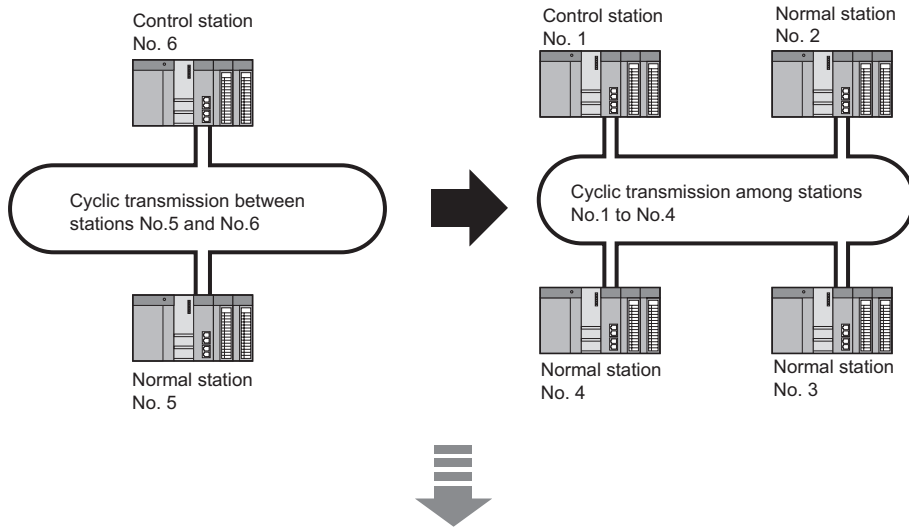 Control station
No. 6
Cyclic transmission between
stations No.5 and No.6
Normal station
No. 5
Control station
No. 1
Normal station
No. 2
Cyclic transmission among stations
No.1 to No.4
Normal station
No. 4
Normal station
No. 3